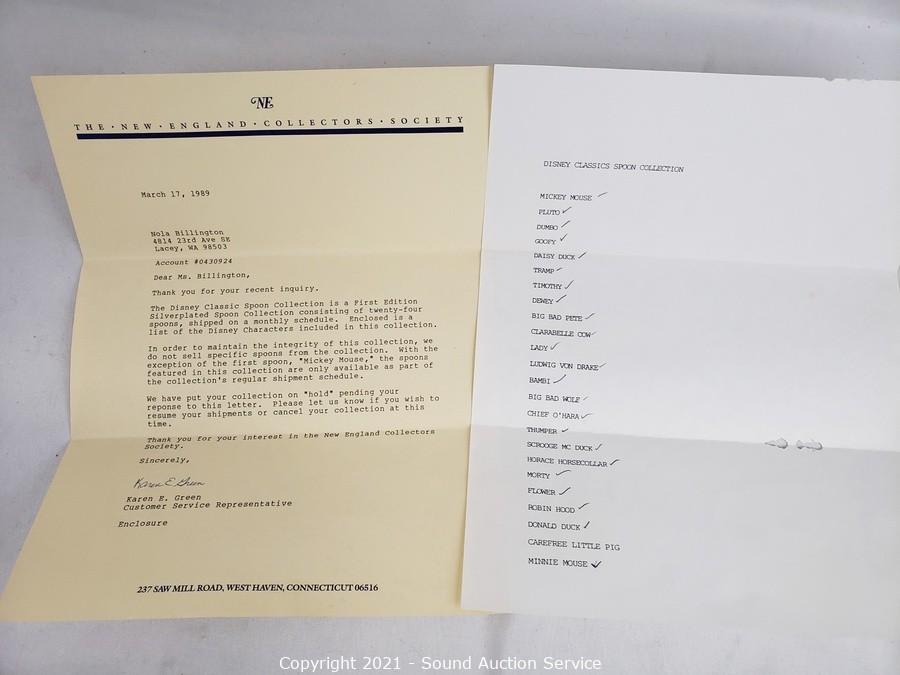 NE
THE · NEW · ENGLAND · COLLECTORS · SOCIETY
March 17, 1989
Nola Billington
4814 23rd Ave SE
Lacey, WA 98503
Account #0430924
Dear Ms. Billington,
Thank you for your recent inquiry.
The Disney Classic Spoon Collection is a First Edition
Silverplated Spoon Collection consisting of twenty-four
spoons, shipped on a monthly schedule. Enclosed is a
list of the Disney Characters included in this collection.
In order to maintain the integrity of this collection, we
do not sell specific spoons from the collection. With the
exception of the first spoon, "Mickey Mouse," the spoons
featured in this collection are only available as part of
the collection's regular shipment schedule.
We have put your collection on "hold" pending your
reponse to this letter. Please let us know if you wish to
resume your shipments or cancel your collection at this
time.
Thank you for your interest in the New England Collectors
Society.
Sincerely,
Karen E Green
Karen E. Green
Customer Service Representative
Enclosure
237 SAW MILL ROAD, WEST HAVEN, CONNECTICUT 06516
DISNEY CLASSICS SPOON COLLECTION
MICKEY MOUSE
PLUTO
DUMBO
GOOFY
DAISY DUCK
TRAMP
TIMOTHY
DEWEY
BIG BAD PETE
CLARABELLE COW
LADY
LUDWIG VON DRAKE
BAMBI
BIG BAD WOLF
CHIEF O'HARA
THUMPER
SCROOGE MC DUCK
HORACE HORSECOLLAR
MORTY
FLOWER
ROBIN HOOD
DONALD DUCK
CAREFREE LITTLE PIG
MINNIE MOUSE
Copyright 2021 - Sound Auction Service